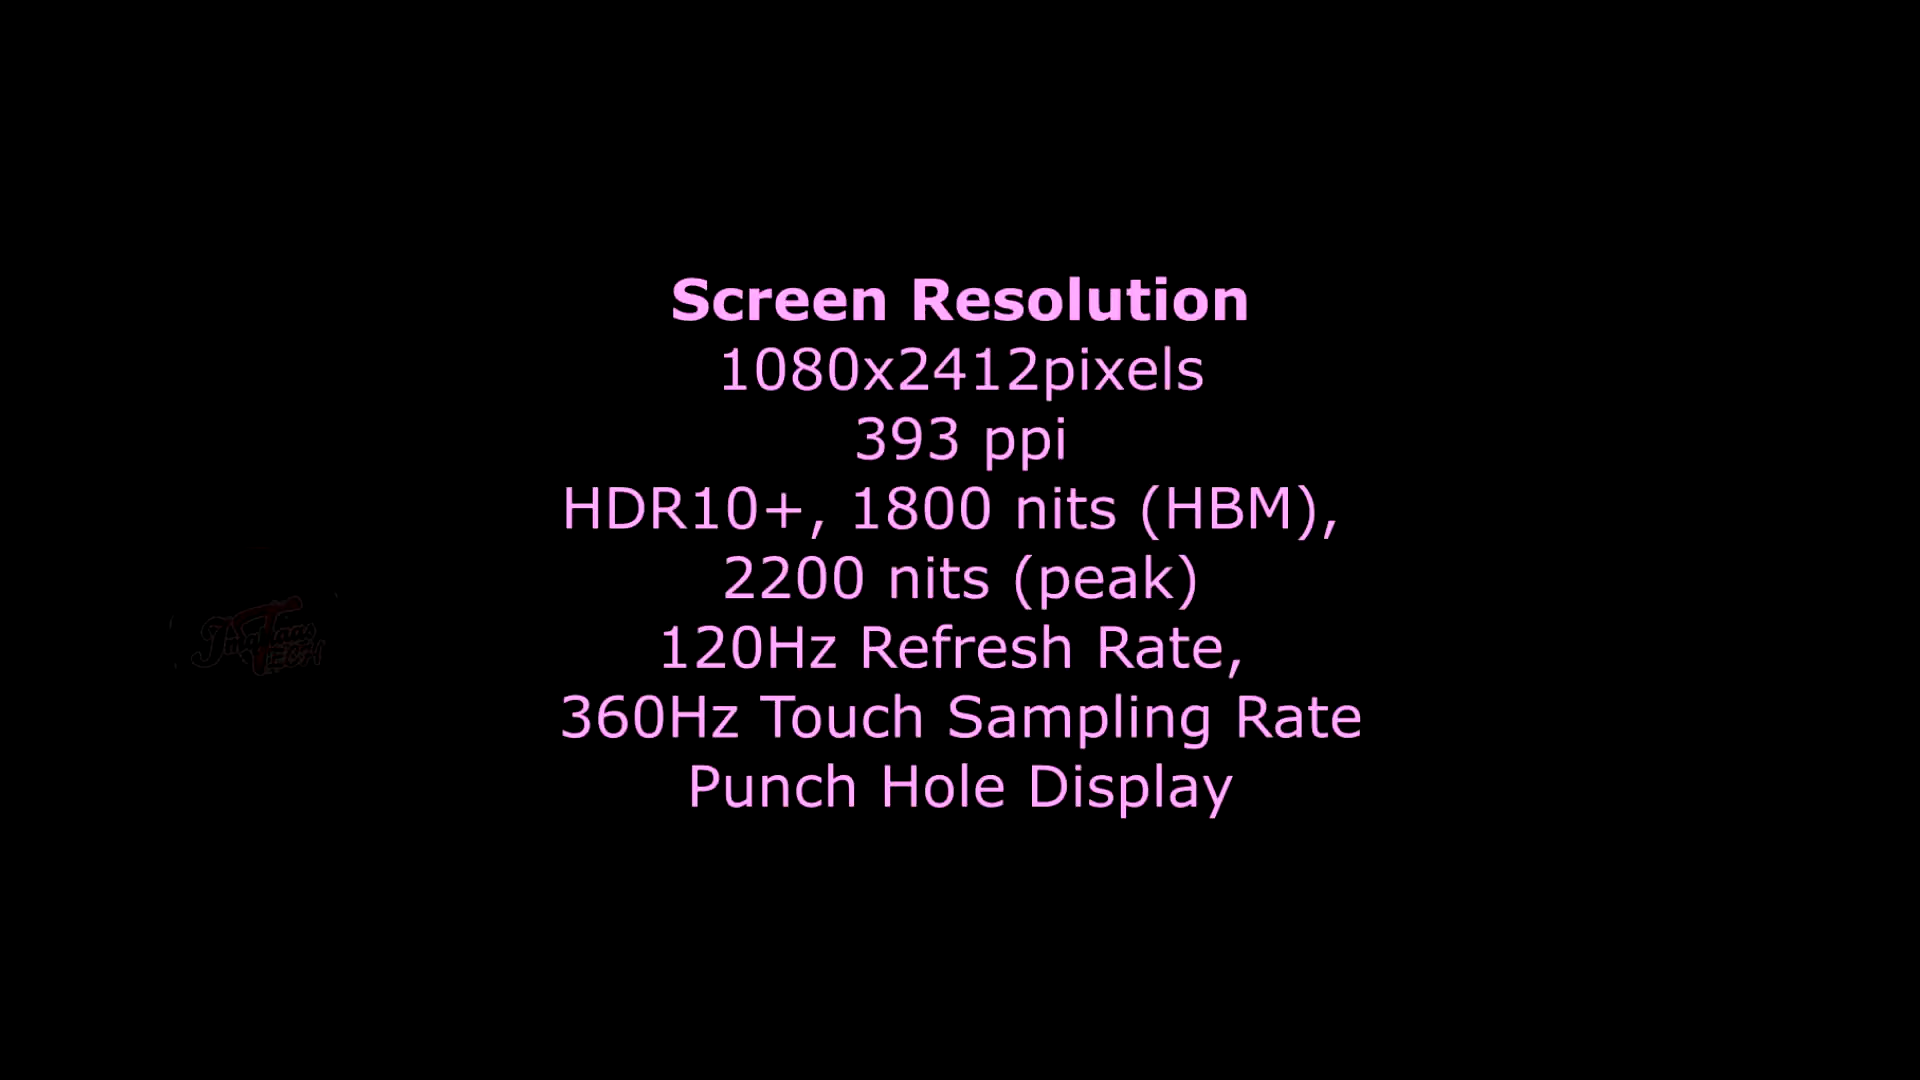 Screen Resolution
1080x2412pixels
393 ppi
HDR10+, 1800 nits (HBM),
2200 nits (peak)
120Hz Refresh Rate,
360Hz Touch Sampling Rate
Punch Hole Display
TECH